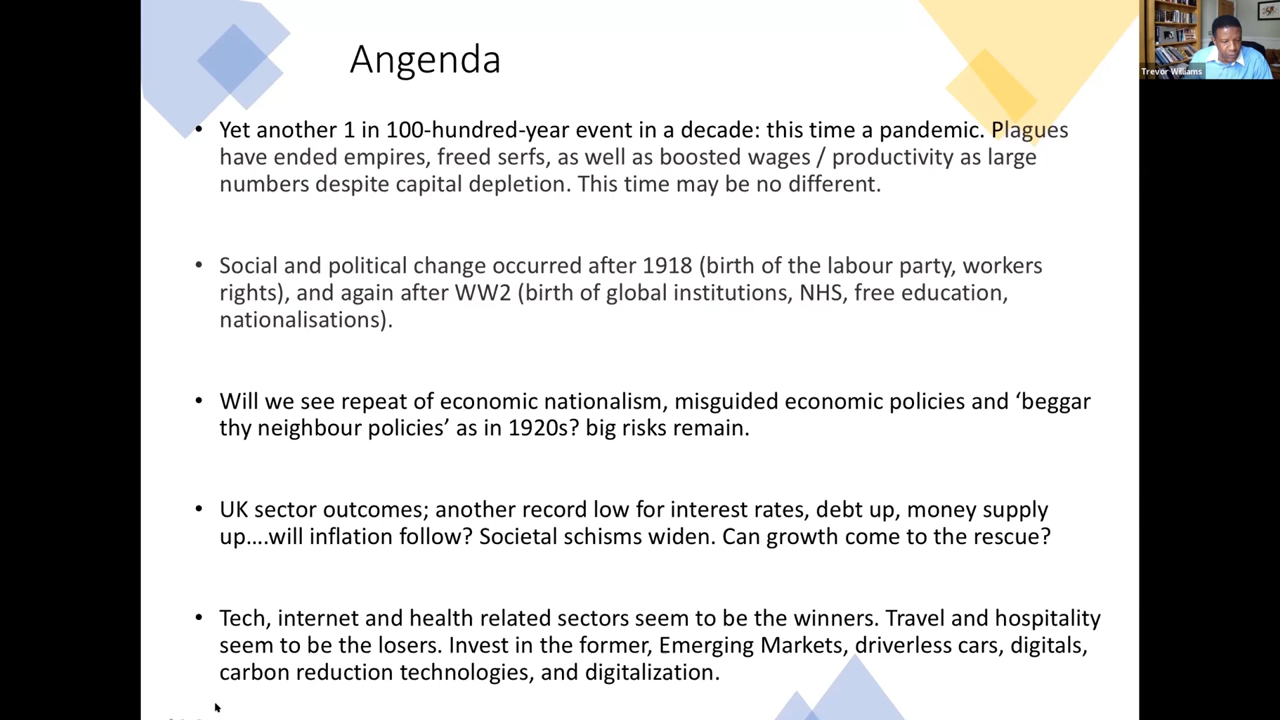 Angenda
Trevor Williams
• Yet another 1 in 100-hundred-year event in a decade: this time a pandemic. Plagues
have ended empires, freed serfs, as well as boosted wages / productivity as large
numbers despite capital depletion. This time may be no different.
• Social and political change occurred after 1918 (birth of the labour party, workers
rights), and again after WW2 (birth of global institutions, NHS, free education,
nationalisations).
• Will we see repeat of economic nationalism, misguided economic policies and ‘beggar
thy neighbour policies’ as in 1920s? big risks remain.
• UK sector outcomes; another record low for interest rates, debt up, money supply
up....will inflation follow? Societal schisms widen. Can growth come to the rescue?
• Tech, internet and health related sectors seem to be the winners. Travel and hospitality
seem to be the losers. Invest in the former, Emerging Markets, driverless cars, digitals,
carbon reduction technologies, and digitalization.